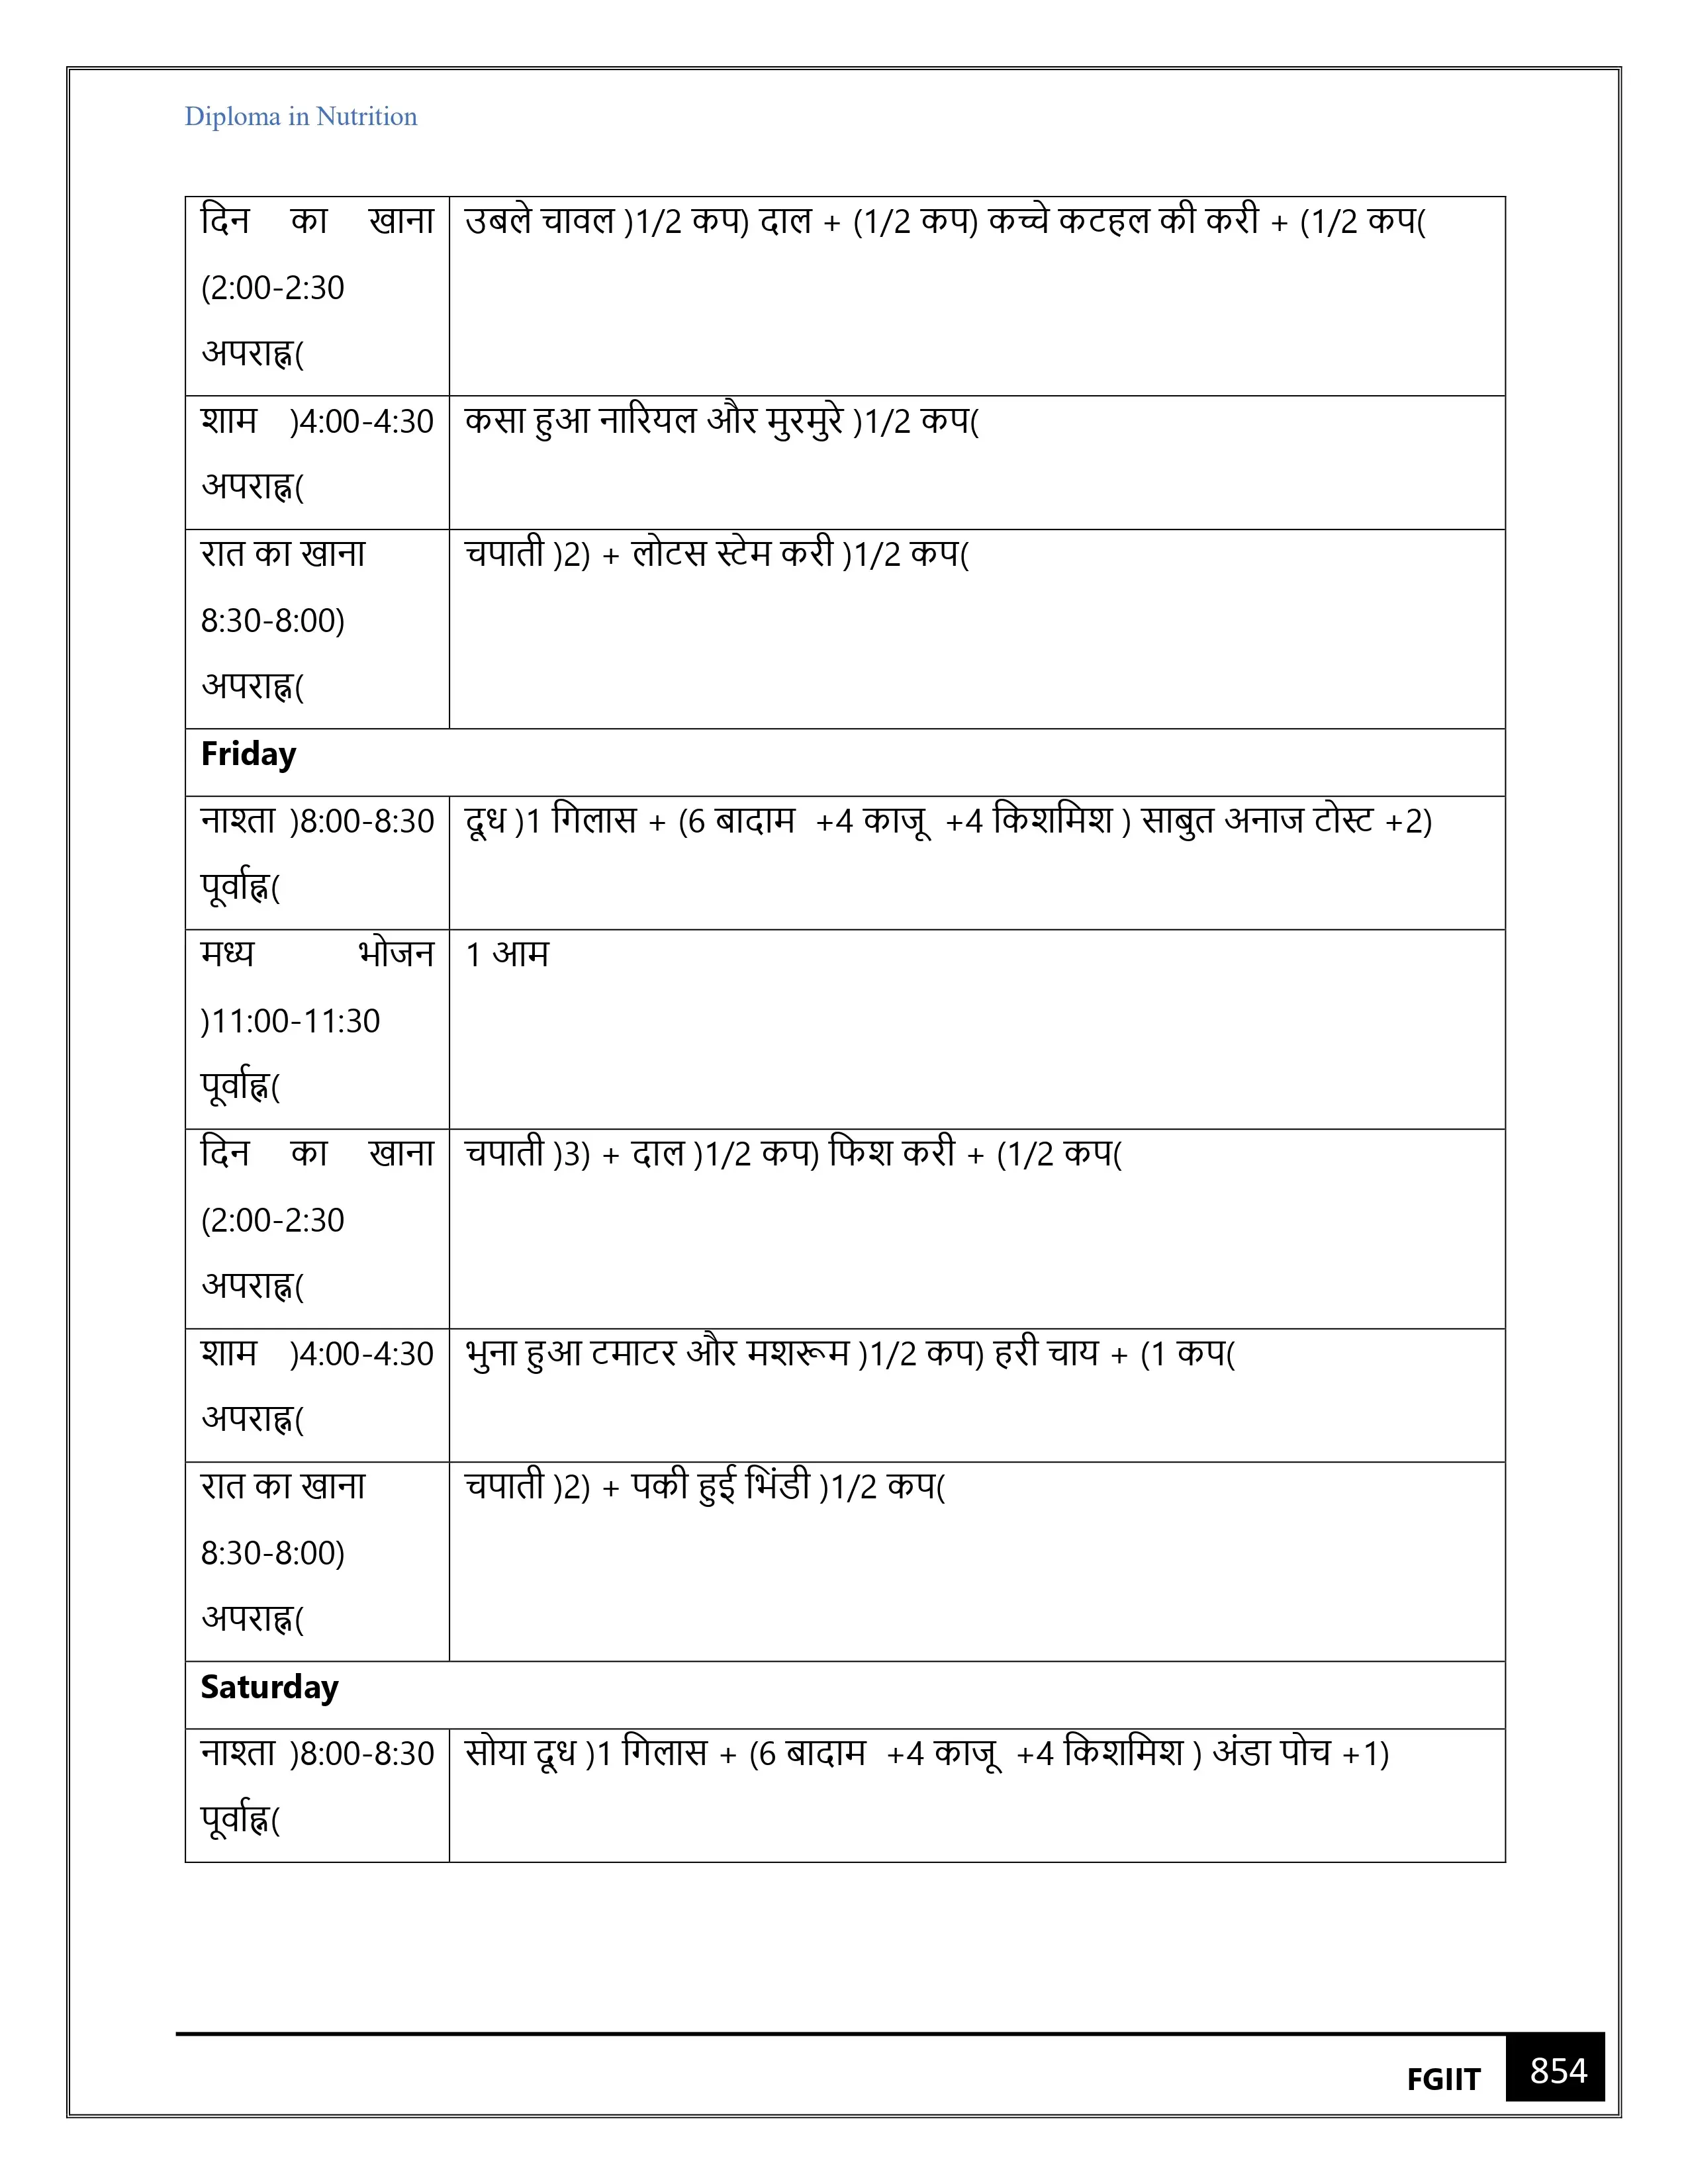 Diploma in Nutrition
दिन का खाना
(2:00-2:30
अपराह्न(
उबले चावल )1/2 कप) दाल + (1/2 कप) कच्चे कटहल की करी + (1/2 कप(
शाम )4:00-4:30
अपराह्न(
कसा हुआ नारियल और मुरमुरे )1/2 कप(
रात का खाना
8:30-8:00)
अपराह्न(
चपाती )2) + लोटस स्टेम करी )1/2 कप(
Friday
नाश्ता )8:00-8:30
पूर्वाह्न(
दूध )1 गिलास + (6 बादाम +4 काजू +4 किशमिश ) साबुत अनाज टोस्ट +2)
मध्य भोजन
)11:00-11:30
पूर्वाह्न(
1 आम
दिन का खाना
(2:00-2:30
अपराह्न(
चपाती )3) + दाल )1/2 कप) फिश करी + (1/2 कप(
शाम )4:00-4:30
अपराह्न(
भुना हुआ टमाटर और मशरूम )1/2 कप) हरी चाय + (1 कप(
रात का खाना
8:30-8:00)
अपराह्न(
चपाती )2) + पकी हुई भिंडी )1/2 कप(
Saturday
नाश्ता )8:00-8:30
पूर्वाह्न(
सोया दूध )1 गिलास + (6 बादाम +4 काजू +4 किशमिश ) अंडा पोच +1)
FGIIT 854